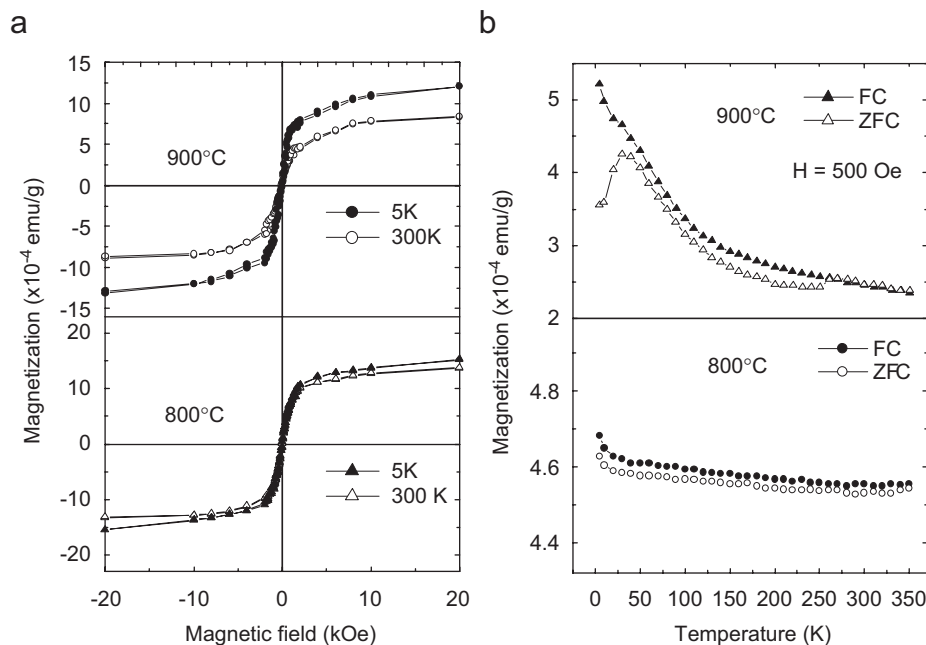 a
b
Magnetization (x10⁻⁴ emu/g)
15
10
5
0
-5
-10
-15
900°C
5K
300K
20
10
0
-10
-20
800°C
5K
300 K
-20
-10
0
10
20
Magnetic field (kOe)
Magnetization (x10⁻⁴ emu/g)
5
4
3
2
900°C
FC
ZFC
H = 500 Oe
4.8
4.6
4.4
800°C
FC
ZFC
0
50
100
150
200
250
300
350
Temperature (K)